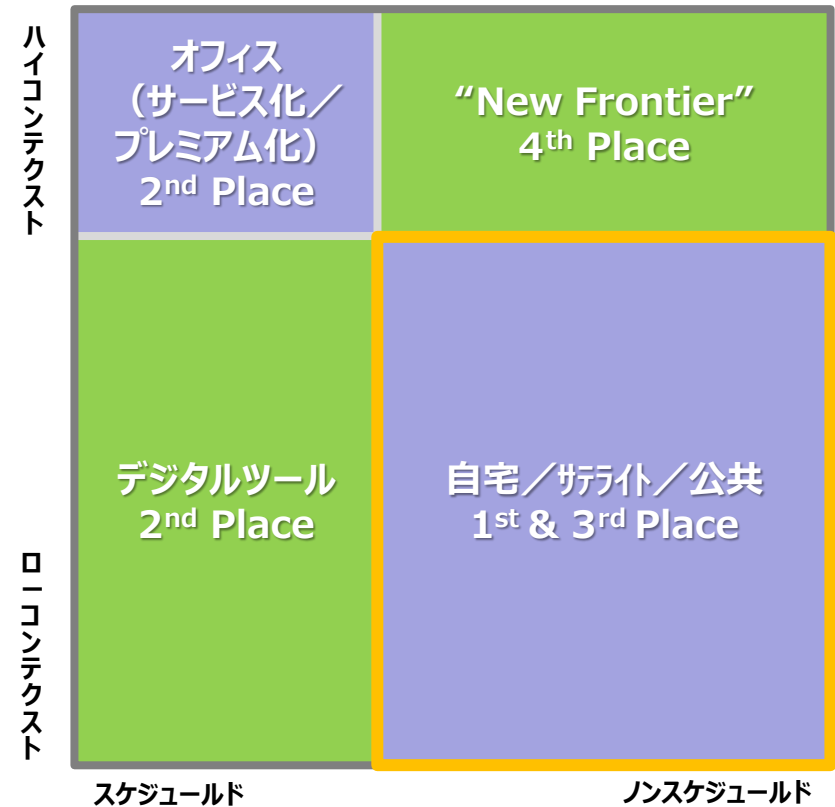 ハイコンテクスト
オフィス
（サービス化／
プレミアム化）
2nd Place
“New Frontier”
4th Place
デジタルツール
2nd Place
自宅／ｻﾃﾗｲﾄ／公共
1st & 3rd Place
ローコンテクスト
スケジュールド
ノンスケジュールド